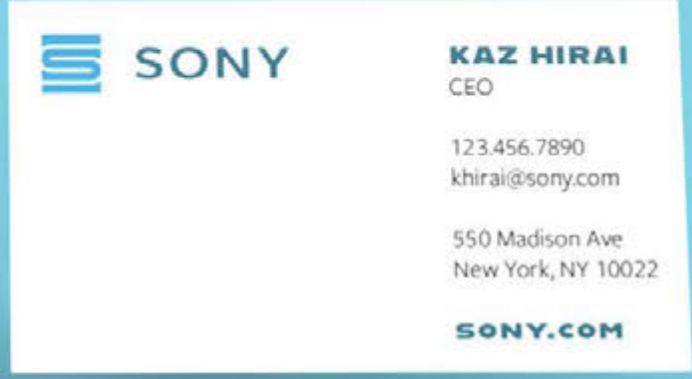 SONY
KAZ HIRAI
CEO
123.456.7890
khirai@sony.com
550 Madison Ave
New York, NY 10022
SONY.COM